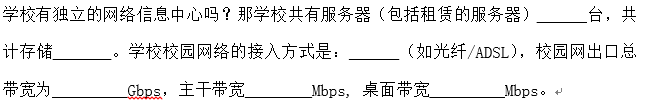 学校有独立的网络信息中心吗？那学校共有服务器（包括租赁的服务器）______台，共
计存储_______。学校校园网络的接入方式是：______（如光纤/ADSL），校园网出口总
带宽为_________Gbps，主干带宽________Mbps, 桌面带宽_________Mbps。